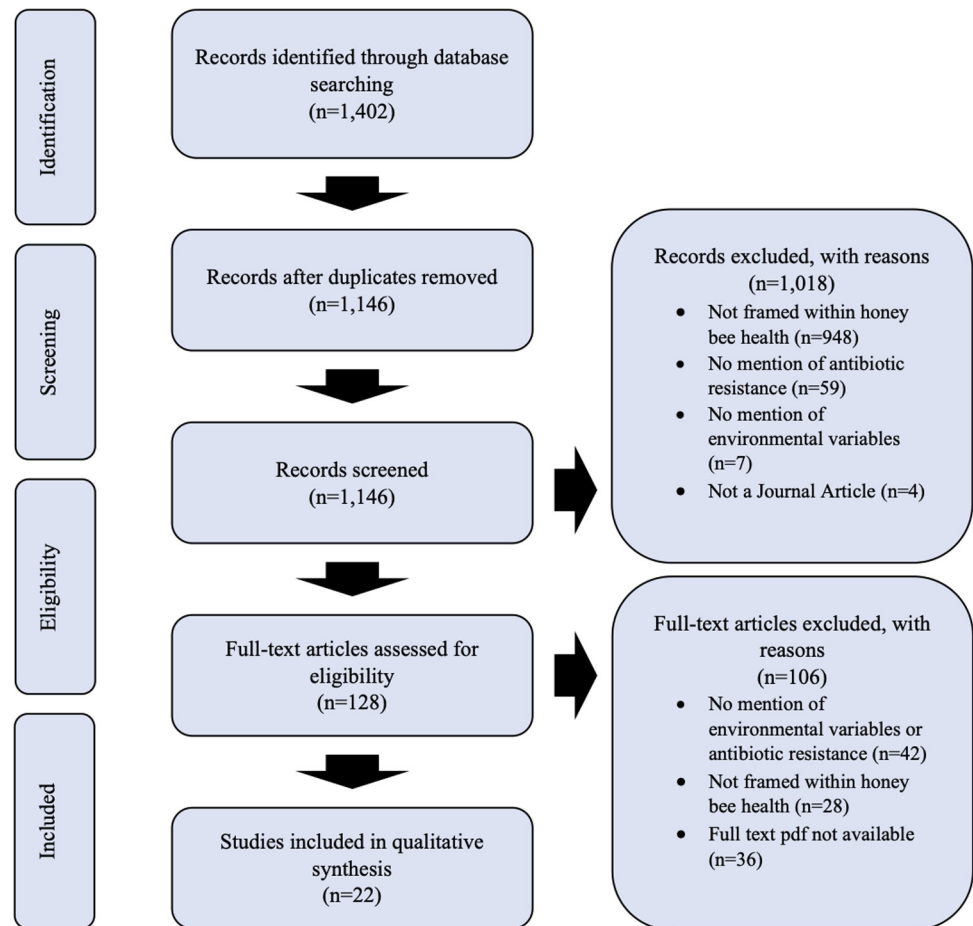 Identification
Records identified through database
searching
(n=1,402)
Records after duplicates removed
(n=1,146)
Screening
Records screened
(n=1,146)
Records excluded, with reasons
(n=1,018)
• Not framed within honey
bee health (n=948)
• No mention of antibiotic
resistance (n=59)
• No mention of
environmental variables
(n=7)
• Not a Journal Article (n=4)
Eligibility
Full-text articles assessed for
eligibility
(n=128)
Full-text articles excluded, with
reasons
(n=106)
• No mention of
environmental variables or
antibiotic resistance (n=42)
• Not framed within honey
bee health (n=28)
• Full text pdf not available
(n=36)
Included
Studies included in qualitative
synthesis
(n=22)